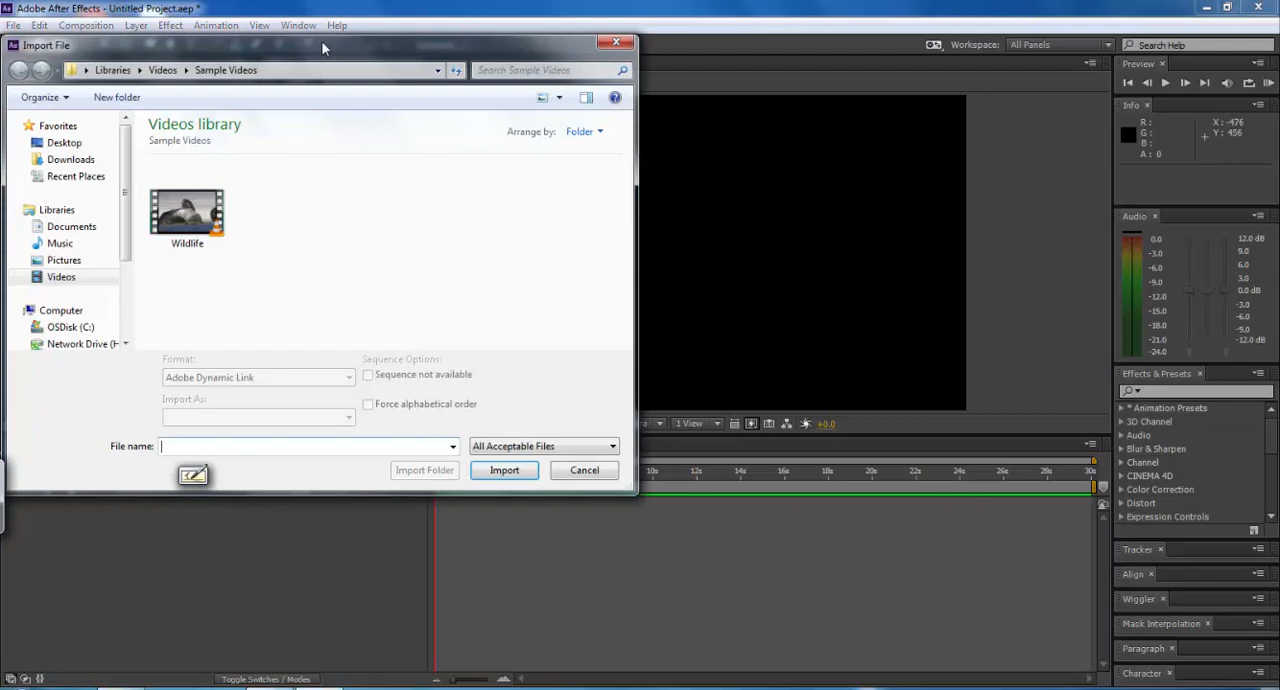 Adobe After Effects - Untitled Project.aep *
File Edit Composition Layer Effect Animation View Window Help
Import File
Workspace: All Panels
Search Help
Libraries Videos Sample Videos
Search Sample Videos
Organize New folder
Videos library
Sample Videos
Arrange by: Folder
Favorites
Desktop
Downloads
Recent Places
Libraries
Documents
Music
Pictures
Videos
Computer
OSDisk (C:)
Network Drive (H
Wildlife
Format:
Adobe Dynamic Link
Import As:
Sequence Options:
Sequence not available
Force alphabetical order
File name:
All Acceptable Files
Import Folder Import Cancel
1 View
+0.0
10s 12s 14s 16s 18s 20s 22s 24s 26s 28s 30s
Toggle Switches / Modes
Preview
Info
R :
G :
B :
A : 0
X : -476
Y : 456
Audio
0.0
-3.0
-6.0
-9.0
-12.0
-15.0
-18.0
-21.0
-24.0
12.0 dB
9.0
6.0
3.0
0.0 dB
-3.0
-6.0
-9.0
-12.0 dB
Effects & Presets
* Animation Presets
3D Channel
Audio
Blur & Sharpen
Channel
CINEMA 4D
Color Correction
Distort
Expression Controls
Tracker
Align
Wiggler
Mask Interpolation
Paragraph
Character